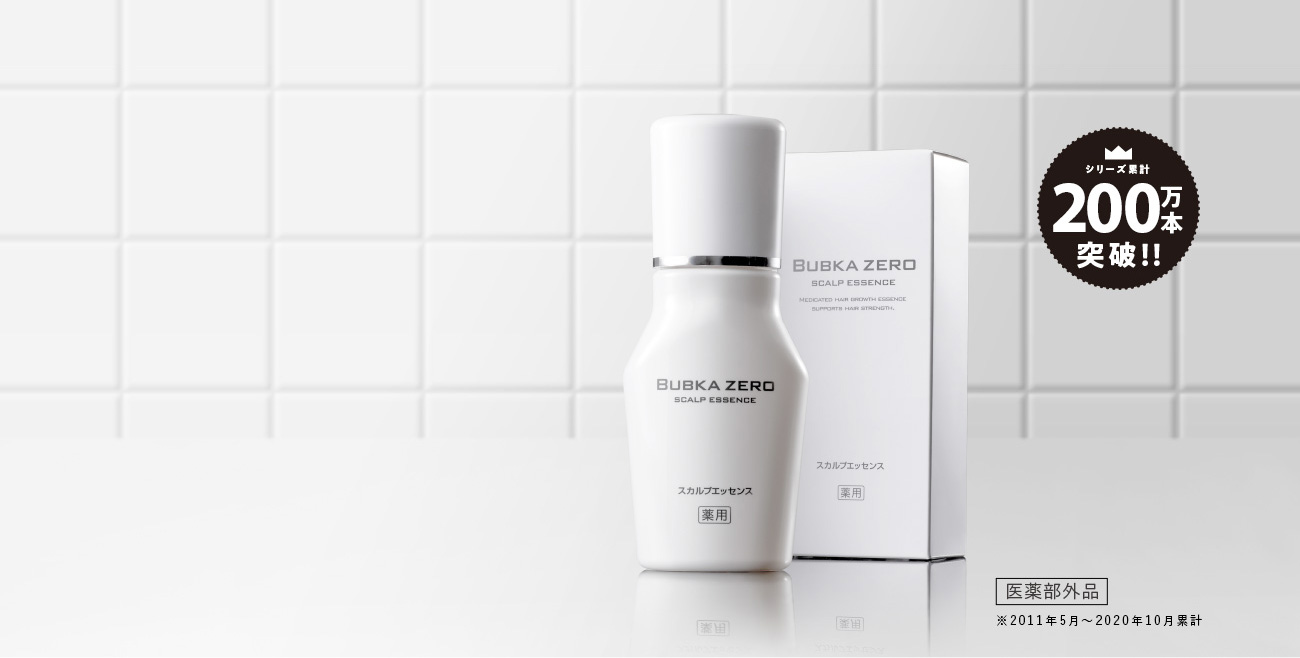 シリーズ累計
200万本
突破!!
BUBKA ZERO
SCALP ESSENCE
MEDICATED HAIR GROWTH ESSENCE
SUPPORTS HAIR STRENGTH.
スカルプエッセンス
薬用
BUBKA ZERO
SCALP ESSENCE
スカルプエッセンス
薬用
医薬部外品
※2011年5月～2020年10月累計